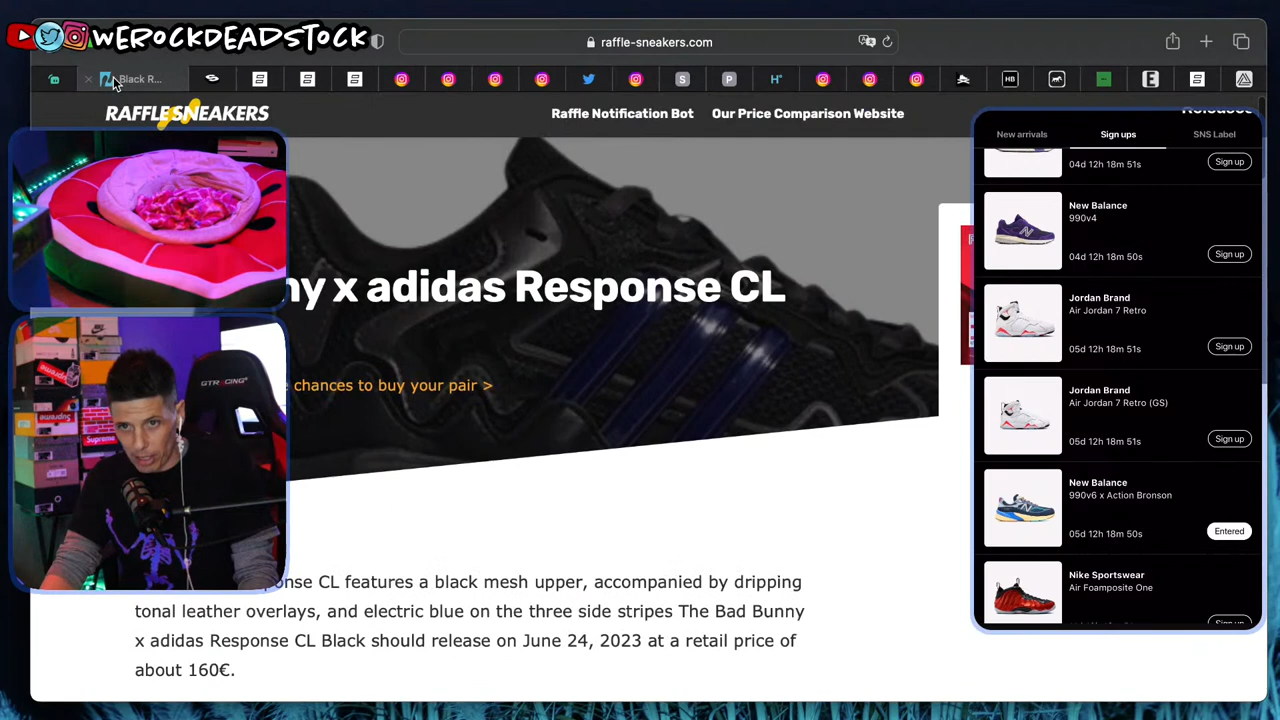 WEROCKDEADSTOCK
raffle-sneakers.com
Black R...
HB
RAFFLE SNEAKERS
Raffle Notification Bot
Our Price Comparison Website
ny x adidas Response CL
chances to buy your pair >
onse CL features a black mesh upper, accompanied by dripping
tonal leather overlays, and electric blue on the three side stripes The Bad Bunny
x adidas Response CL Black should release on June 24, 2023 at a retail price of
about 160€.
GTRACING
Supreme
New arrivals
Sign ups
SNS Label
04d 12h 18m 51s
Sign up
New Balance
990v4
04d 12h 18m 50s
Sign up
Jordan Brand
Air Jordan 7 Retro
05d 12h 18m 51s
Sign up
Jordan Brand
Air Jordan 7 Retro (GS)
05d 12h 18m 51s
Sign up
New Balance
990v6 x Action Bronson
05d 12h 18m 50s
Entered
Nike Sportswear
Air Foamposite One
Sign up